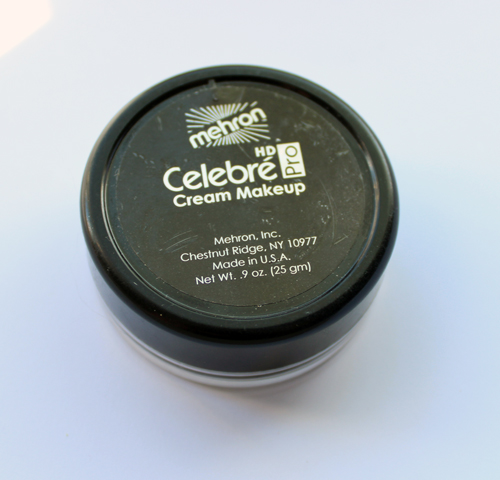 mehron
Celebré HD Pro
Cream Makeup
Mehron, Inc.
Chestnut Ridge, NY 10977
Made in U.S.A.
Net Wt. .9 oz. (25 gm)